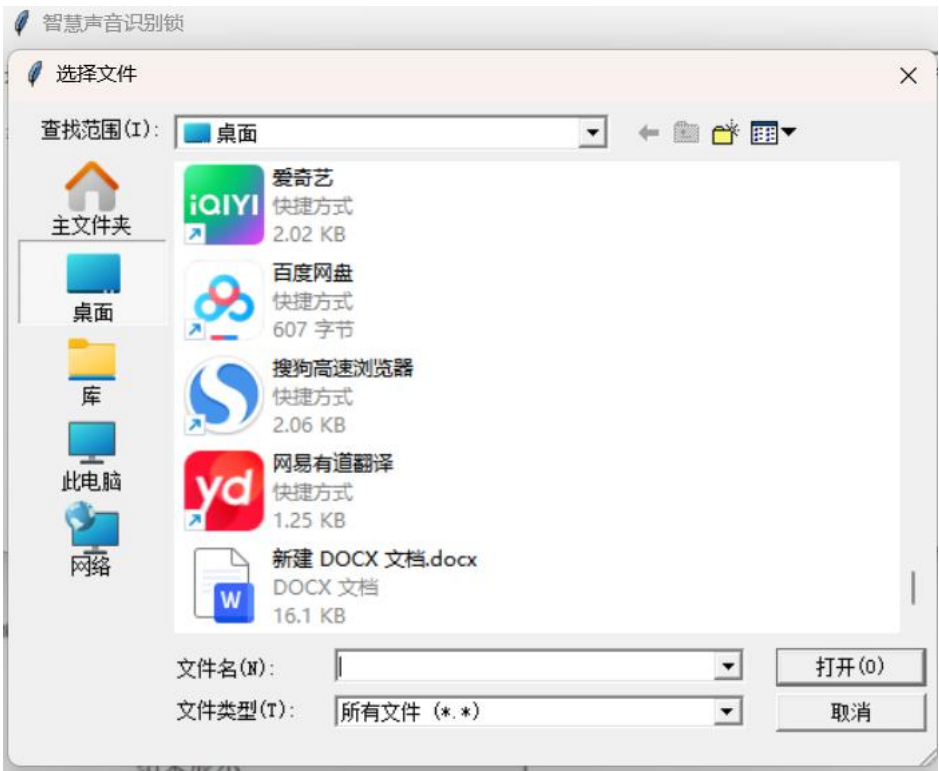 智慧声音识别锁
选择文件
查找范围(I):
桌面
主文件夹
桌面
库
此电脑
网络
iQIYI
爱奇艺
快捷方式
2.02 KB
百度网盘
快捷方式
607 字节
搜狗高速浏览器
快捷方式
2.06 KB
yd
网易有道翻译
快捷方式
1.25 KB
W
新建 DOCX 文档.docx
DOCX 文档
16.1 KB
文件名(N):
打开(O)
文件类型(T):
所有文件 (*.*)
取消